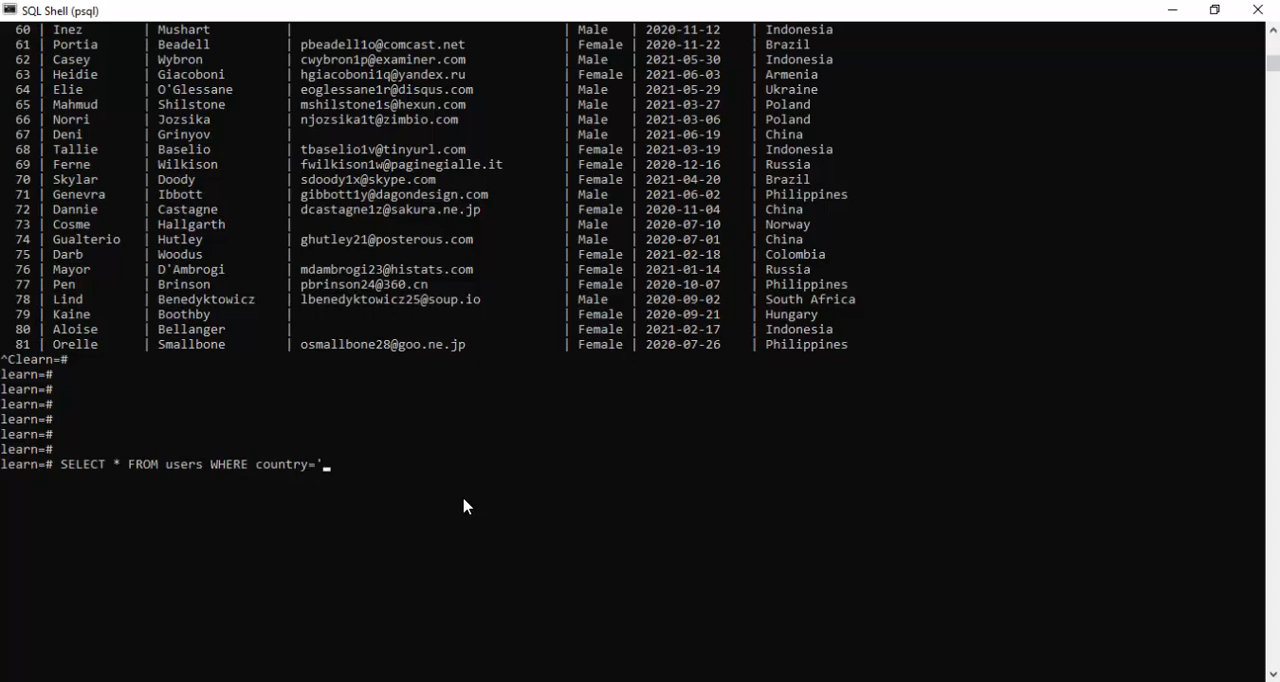 SQL Shell (psql)
60 | Inez | Mushart | | Male | 2020-11-12 | Indonesia
61 | Portia | Beadell | pbeadell1o@comcast.net | Female | 2020-11-22 | Brazil
62 | Casey | Wybron | cwybron1p@examiner.com | Male | 2021-05-30 | Indonesia
63 | Heidie | Giacoboni | hgiacoboni1q@yandex.ru | Female | 2021-06-03 | Armenia
64 | Elie | O'Glessane | eoglessane1r@disqus.com | Male | 2021-05-29 | Ukraine
65 | Mahmud | Shilstone | mshilstone1s@hexun.com | Male | 2021-03-27 | Poland
66 | Norri | Jozsika | njozsika1t@zimbio.com | Male | 2021-03-06 | Poland
67 | Deni | Grinyov | | Male | 2021-06-19 | China
68 | Tallie | Baselio | tbaselio1v@tinyurl.com | Female | 2021-03-19 | Indonesia
69 | Ferne | Wilkison | fwilkison1w@paginegialle.it | Female | 2020-12-16 | Russia
70 | Skylar | Doody | sdoody1x@skype.com | Female | 2021-04-20 | Brazil
71 | Genevra | Ibbott | gibbott1y@dagondesign.com | Male | 2021-06-02 | Philippines
72 | Dannie | Castagne | dcastagne1z@sakura.ne.jp | Female | 2020-11-04 | China
73 | Cosme | Hallgarth | | Male | 2020-07-10 | Norway
74 | Gualterio | Hutley | ghutley21@posterous.com | Male | 2020-07-01 | China
75 | Darb | Woodus | | Female | 2021-02-18 | Colombia
76 | Mayor | D'Ambrogi | mdambrogi23@histats.com | Female | 2021-01-14 | Russia
77 | Pen | Brinson | pbrinson24@360.cn | Female | 2020-10-07 | Philippines
78 | Lind | Benedyktowicz | lbenedyktowicz25@soup.io | Male | 2020-09-02 | South Africa
79 | Kaine | Boothby | | Female | 2020-09-21 | Hungary
80 | Aloise | Bellanger | | Female | 2021-02-17 | Indonesia
81 | Orelle | Smallbone | osmallbone28@goo.ne.jp | Female | 2020-07-26 | Philippines
^Clearn=#
learn=#
learn=#
learn=#
learn=#
learn=#
learn=#
learn=# SELECT * FROM users WHERE country='_